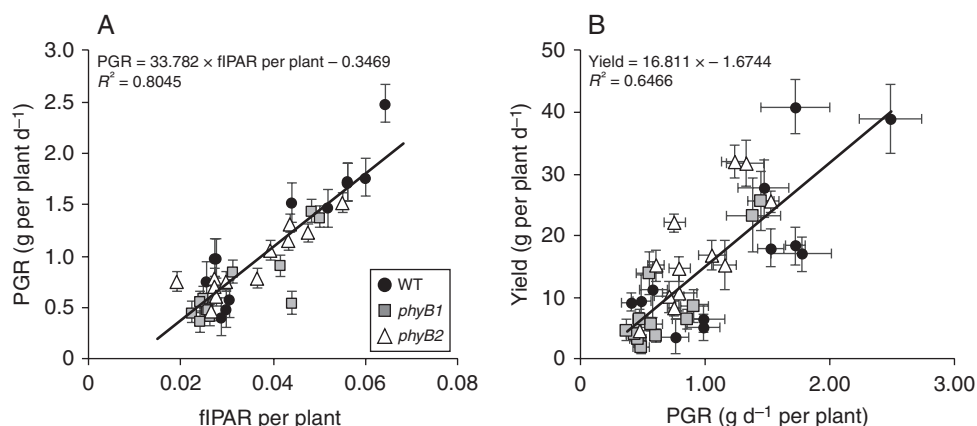 A
PGR = 33.782 × fIPAR per plant – 0.3469
R² = 0.8045
3.0
2.5
2.0
1.5
1.0
0.5
0
PGR (g per plant d⁻¹)
WT
phyB1
phyB2
0
0.02
0.04
0.06
0.08
fIPAR per plant
B
Yield = 16.811 × – 1.6744
R² = 0.6466
50
40
30
20
10
0
Yield (g per plant d⁻¹)
0
1.00
2.00
3.00
PGR (g d⁻¹ per plant)